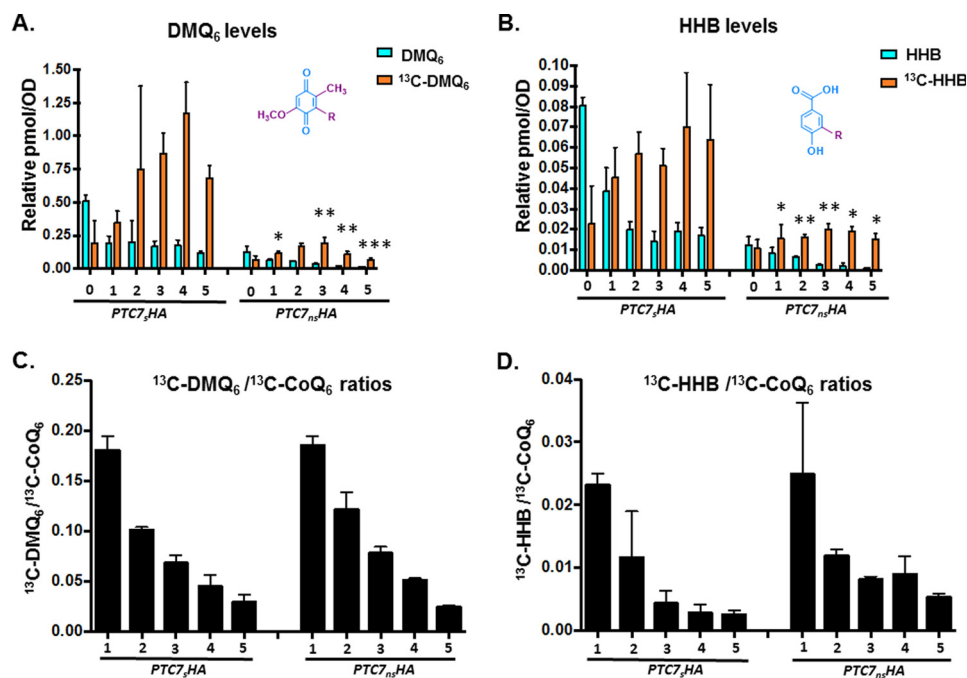 A.
DMQ₆ levels
DMQ₆
¹³C-DMQ₆
Relative pmol/OD
1.50
1.25
1.00
0.75
0.50
0.25
0.00
O
CH₃
H₃CO
R
O
* ** ** ***
0 1 2 3 4 5 0 1 2 3 4 5
PTC7ₛHA PTC7ₙₛHA
B.
HHB levels
HHB
¹³C-HHB
Relative pmol/OD
0.10
0.09
0.08
0.07
0.06
0.05
0.04
0.03
0.02
0.01
0.00
O OH
R
OH
* ** ** * *
0 1 2 3 4 5 0 1 2 3 4 5
PTC7ₛHA PTC7ₙₛHA
C.
¹³C-DMQ₆ /¹³C-CoQ₆ ratios
¹³C-DMQ₆/¹³C-CoQ₆
0.25
0.20
0.15
0.10
0.05
0.00
1 2 3 4 5 1 2 3 4 5
PTC7ₛHA PTC7ₙₛHA
D.
¹³C-HHB /¹³C-CoQ₆ ratios
¹³C-HHB /¹³C-CoQ₆
0.04
0.03
0.02
0.01
0.00
1 2 3 4 5 1 2 3 4 5
PTC7ₛHA PTC7ₙₛHA